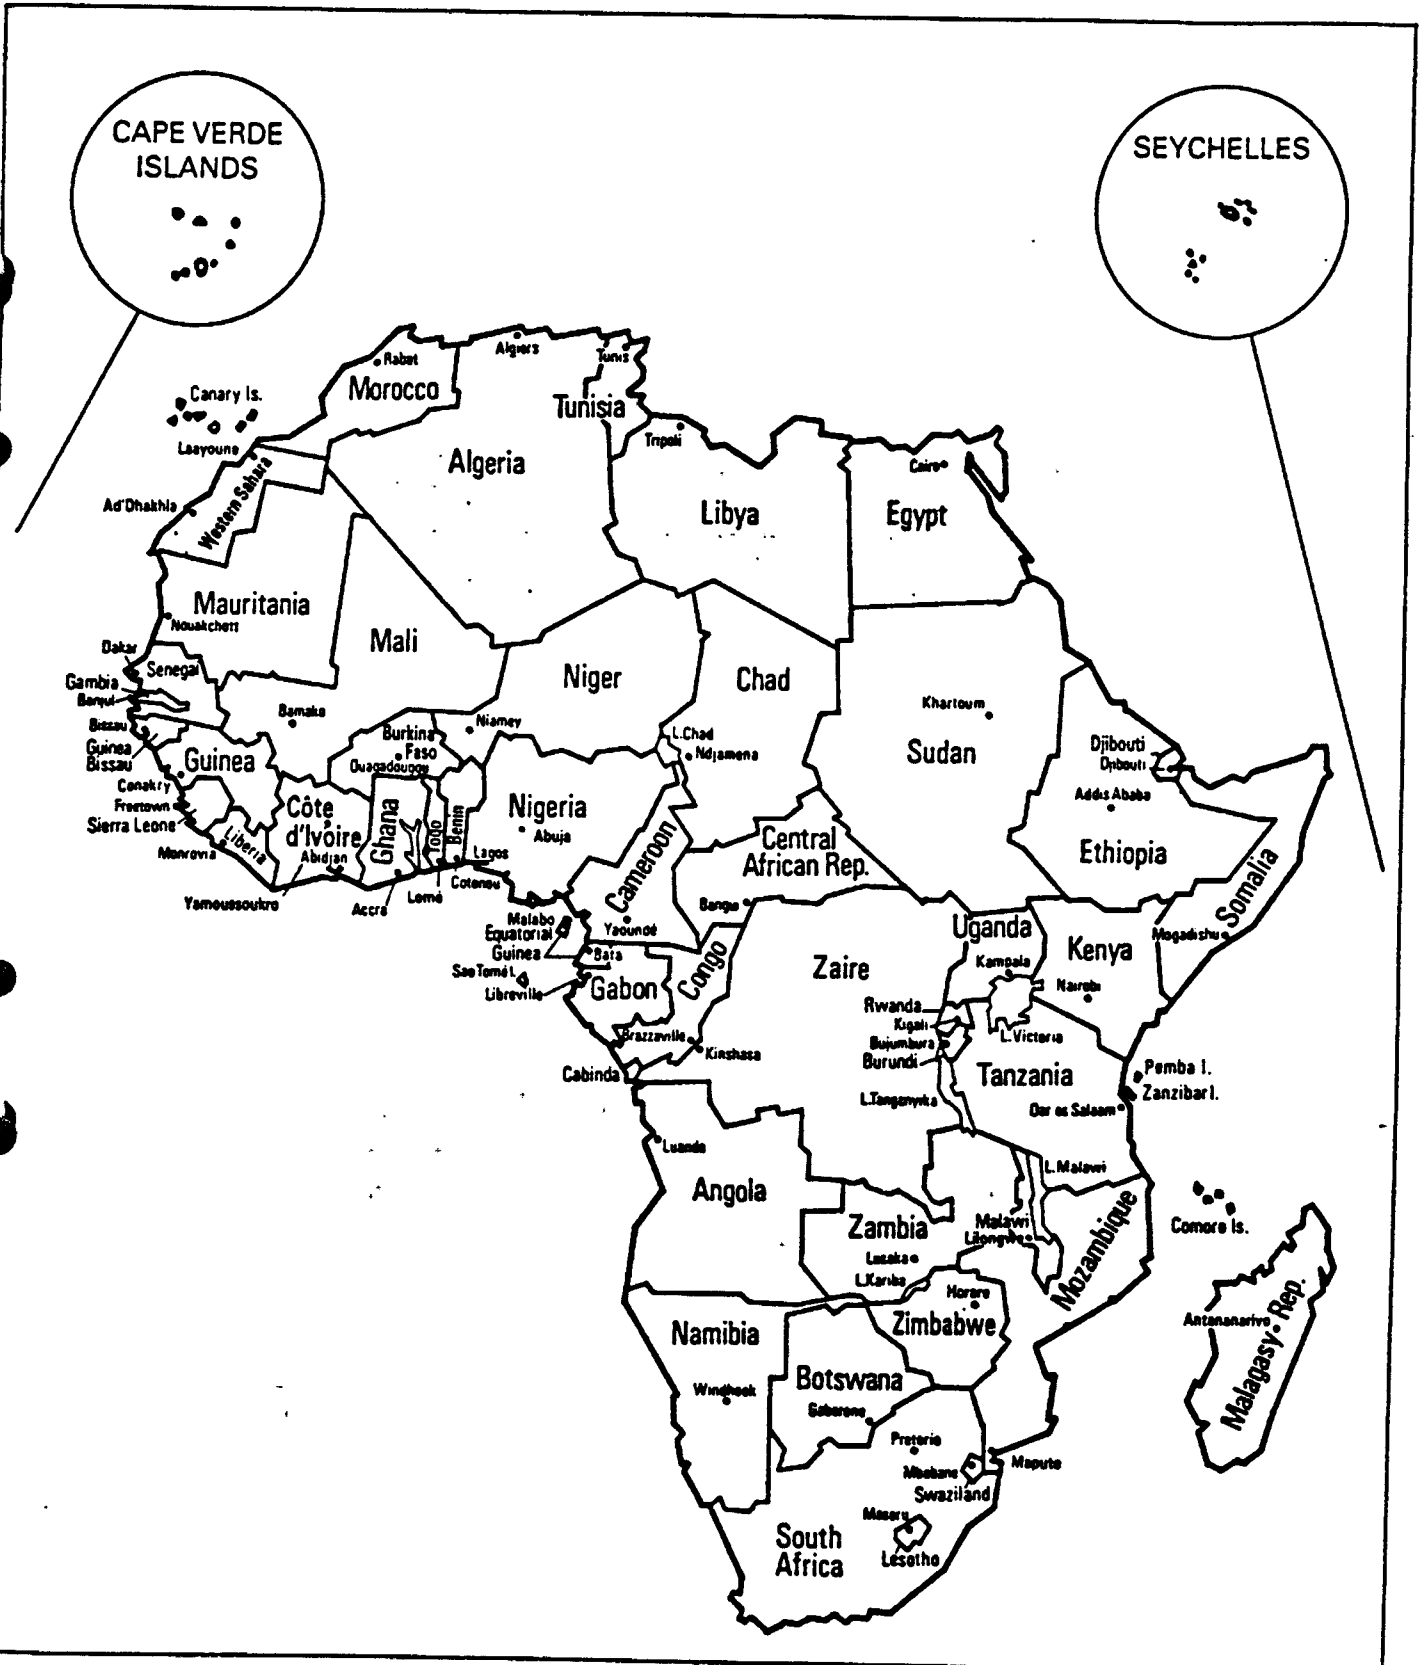 CAPE VERDE
ISLANDS
SEYCHELLES
Rabat
Algiers
Tunis
Morocco
Canary Is.
Tunisia
Tripoli
Laayoune
Algeria
Cairo
Ad'Dhakhla
Western Sahara
Libya
Egypt
Mauritania
Nouakchott
Mali
Dakar
Senegal
Niger
Chad
Gambia
Banjul
Khartoum
Bamako
Niamey
Bissau
Burkina
Faso
L.Chad
Ndjamena
Sudan
Djibouti
Djibouti
Guinea
Bissau
Guinea
Ouagadougou
Conakry
Addis Ababa
Freetown
Côte
d'Ivoire
Nigeria
Abuja
Sierra Leone
Ghana
Togo
Benin
Central
African Rep.
Ethiopia
Monrovia
Liberia
Abidjan
Lagos
Cameroon
Somalia
Yamoussoukro
Accra
Lomé
Cotonou
Bangui
Malabo
Equatorial
Guinea
Yaoundé
Uganda
Mogadishu
Kenya
Bata
Congo
Zaire
Kampala
Sao Tomé I.
Libreville
Gabon
Nairobi
Rwanda
Kigali
L.Victoria
Brazzaville
Kinshasa
Bujumbura
Burundi
Cabinda
Tanzania
Pemba I.
Zanzibar I.
L.Tanganyika
Dar es Salaam
Luanda
L.Malawi
Angola
Zambia
Malawi
Lilongwe
Mozambique
Comoro Is.
Lusaka
L.Kariba
Harare
Zimbabwe
Antananarivo
Malagasy Rep.
Namibia
Botswana
Windhoek
Gaborone
Pretoria
Mbabane
Maputo
Swaziland
Maseru
South
Africa
Lesotho